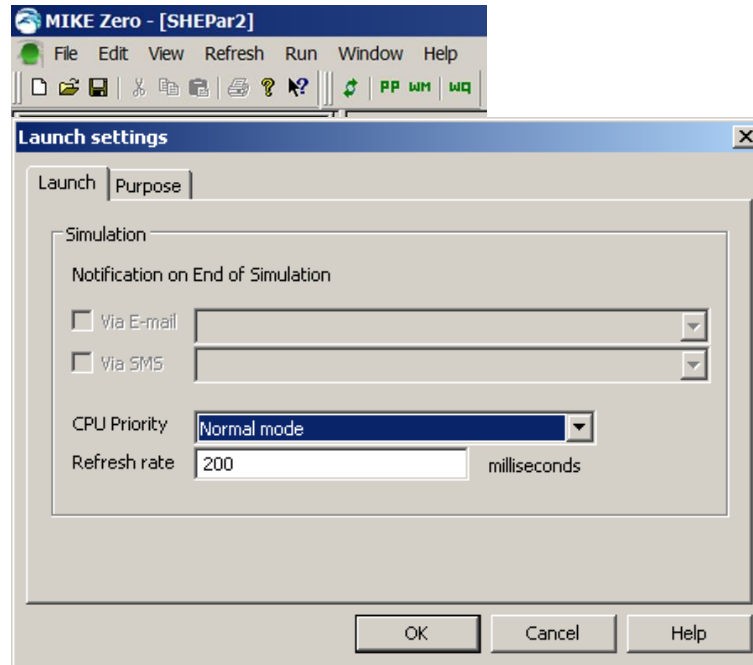 MIKE Zero - [SHEPar2]
File Edit View Refresh Run Window Help
PP WM WQ
Launch settings
Launch Purpose
Simulation
Notification on End of Simulation
Via E-mail
Via SMS
CPU Priority Normal mode
Refresh rate 200 milliseconds
OK Cancel Help